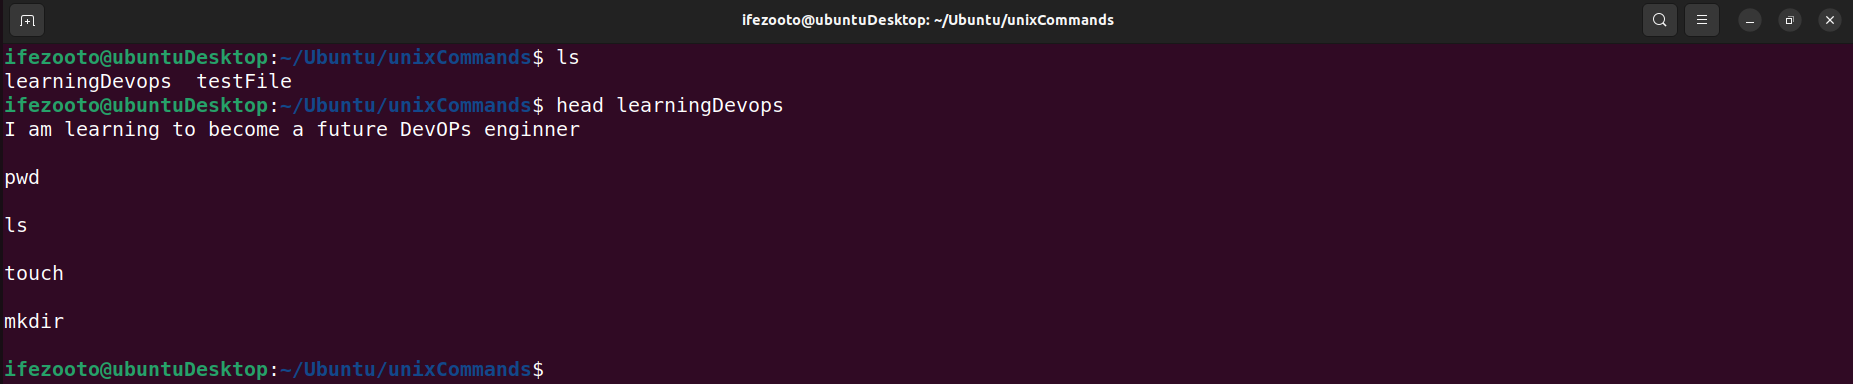 ifezooto@ubuntuDesktop: ~/Ubuntu/unixCommands
ifezooto@ubuntuDesktop:~/Ubuntu/unixCommands$ ls
learningDevops  testFile
ifezooto@ubuntuDesktop:~/Ubuntu/unixCommands$ head learningDevops
I am learning to become a future DevOPs enginner
pwd
ls
touch
mkdir
ifezooto@ubuntuDesktop:~/Ubuntu/unixCommands$